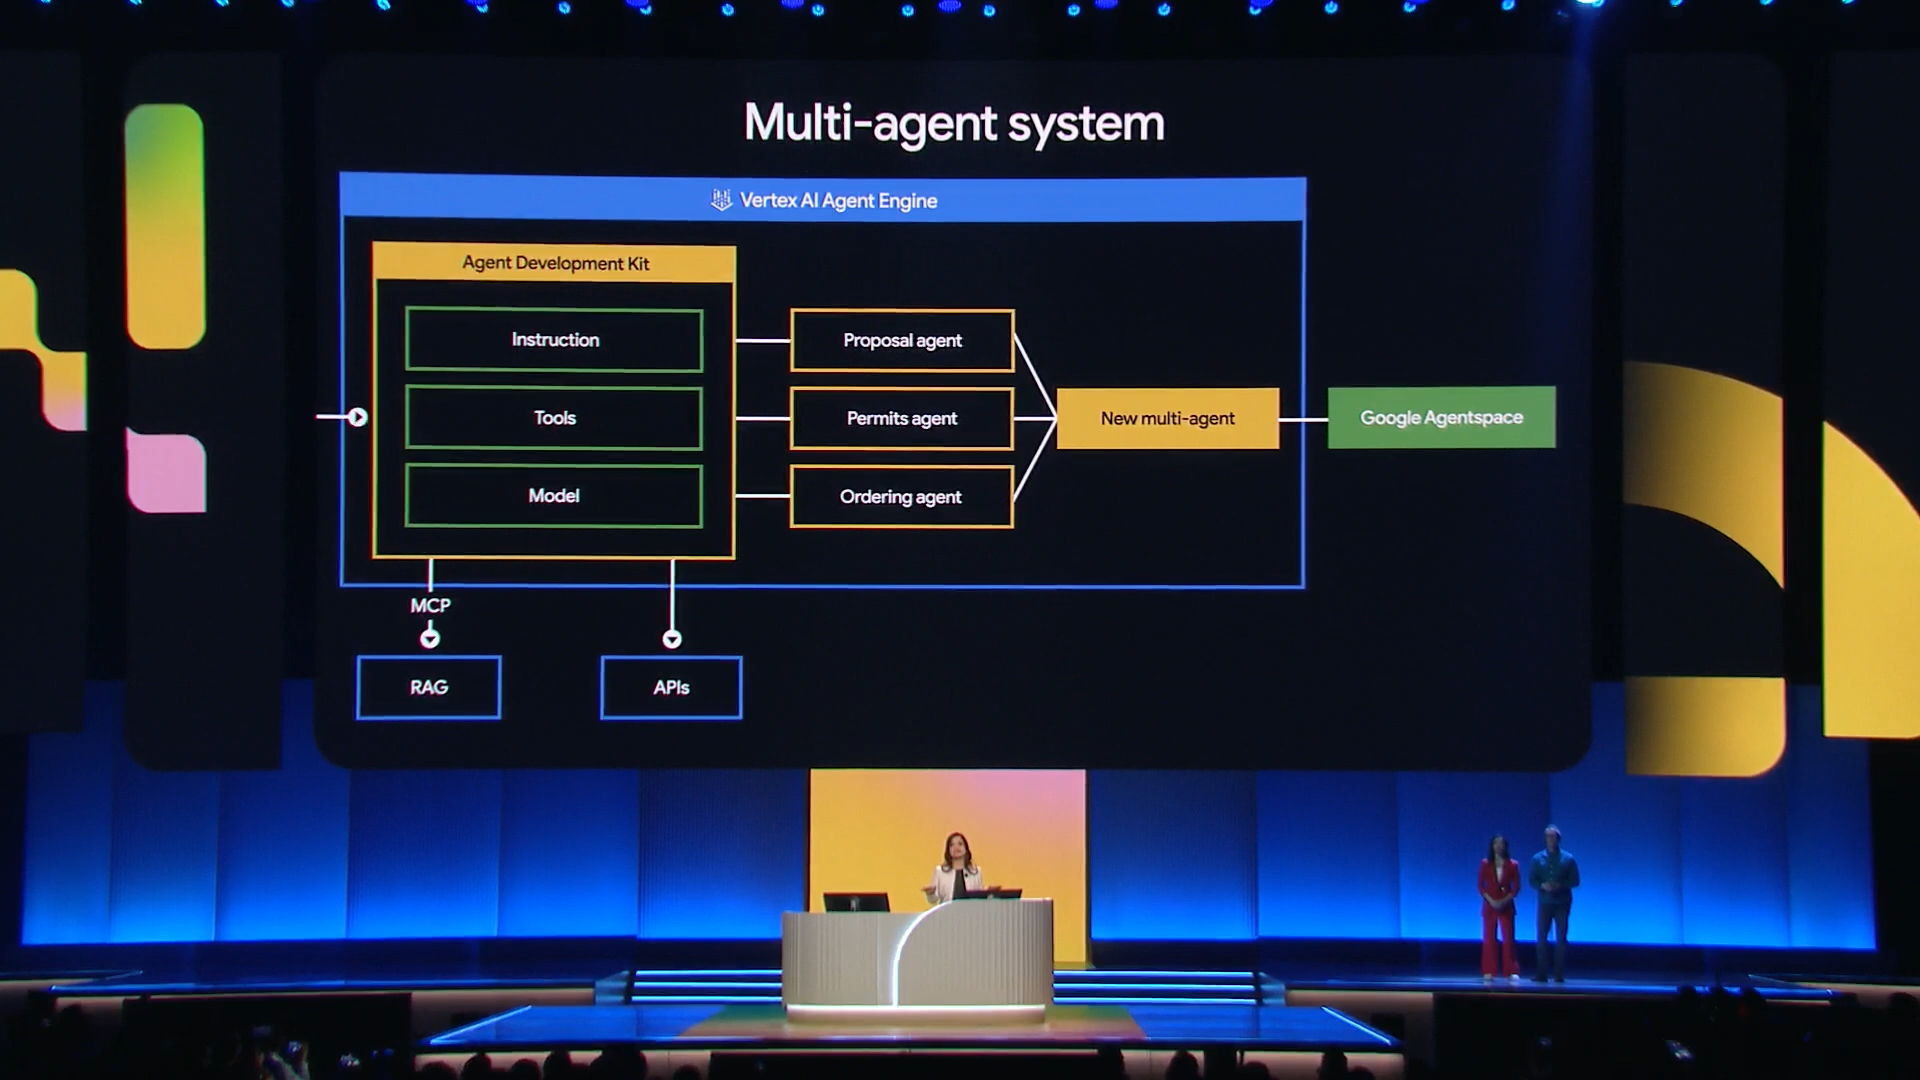 Multi-agent system
Vertex AI Agent Engine
Agent Development Kit
Instruction
Tools
Model
Proposal agent
Permits agent
Ordering agent
New multi-agent
Google Agentspace
MCP
RAG
APIs